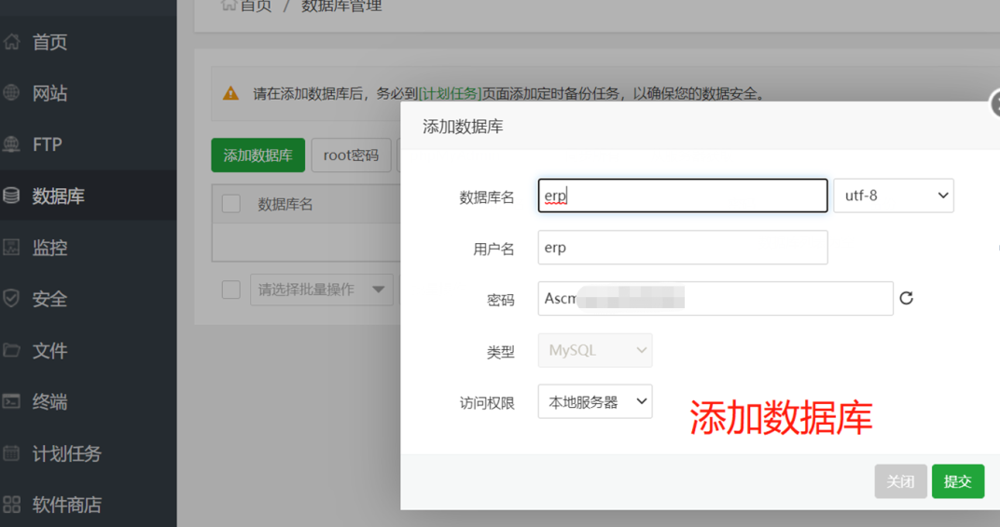 首页 / 数据库管理
首页
网站
FTP
数据库
监控
安全
文件
终端
计划任务
软件商店
请在添加数据库后，务必到[计划任务]页面添加定时备份任务，以确保您的数据安全。
添加数据库
root密码
数据库名
请选择批量操作
添加数据库
数据库名 erp utf-8
用户名 erp
密码 Ascm
类型 MySQL
访问权限 本地服务器
添加数据库
关闭 提交